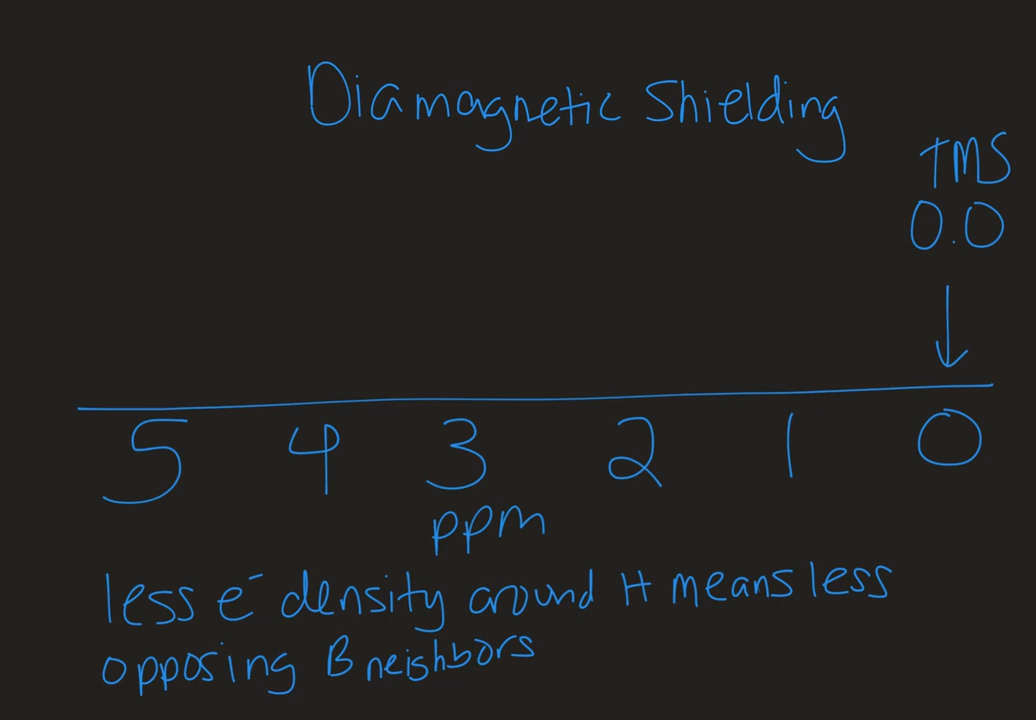 Diamagnetic Shielding
TMS
0.0
5 4 3 2 1 0
ppm
less e⁻ density around H means less
opposing B neighbors